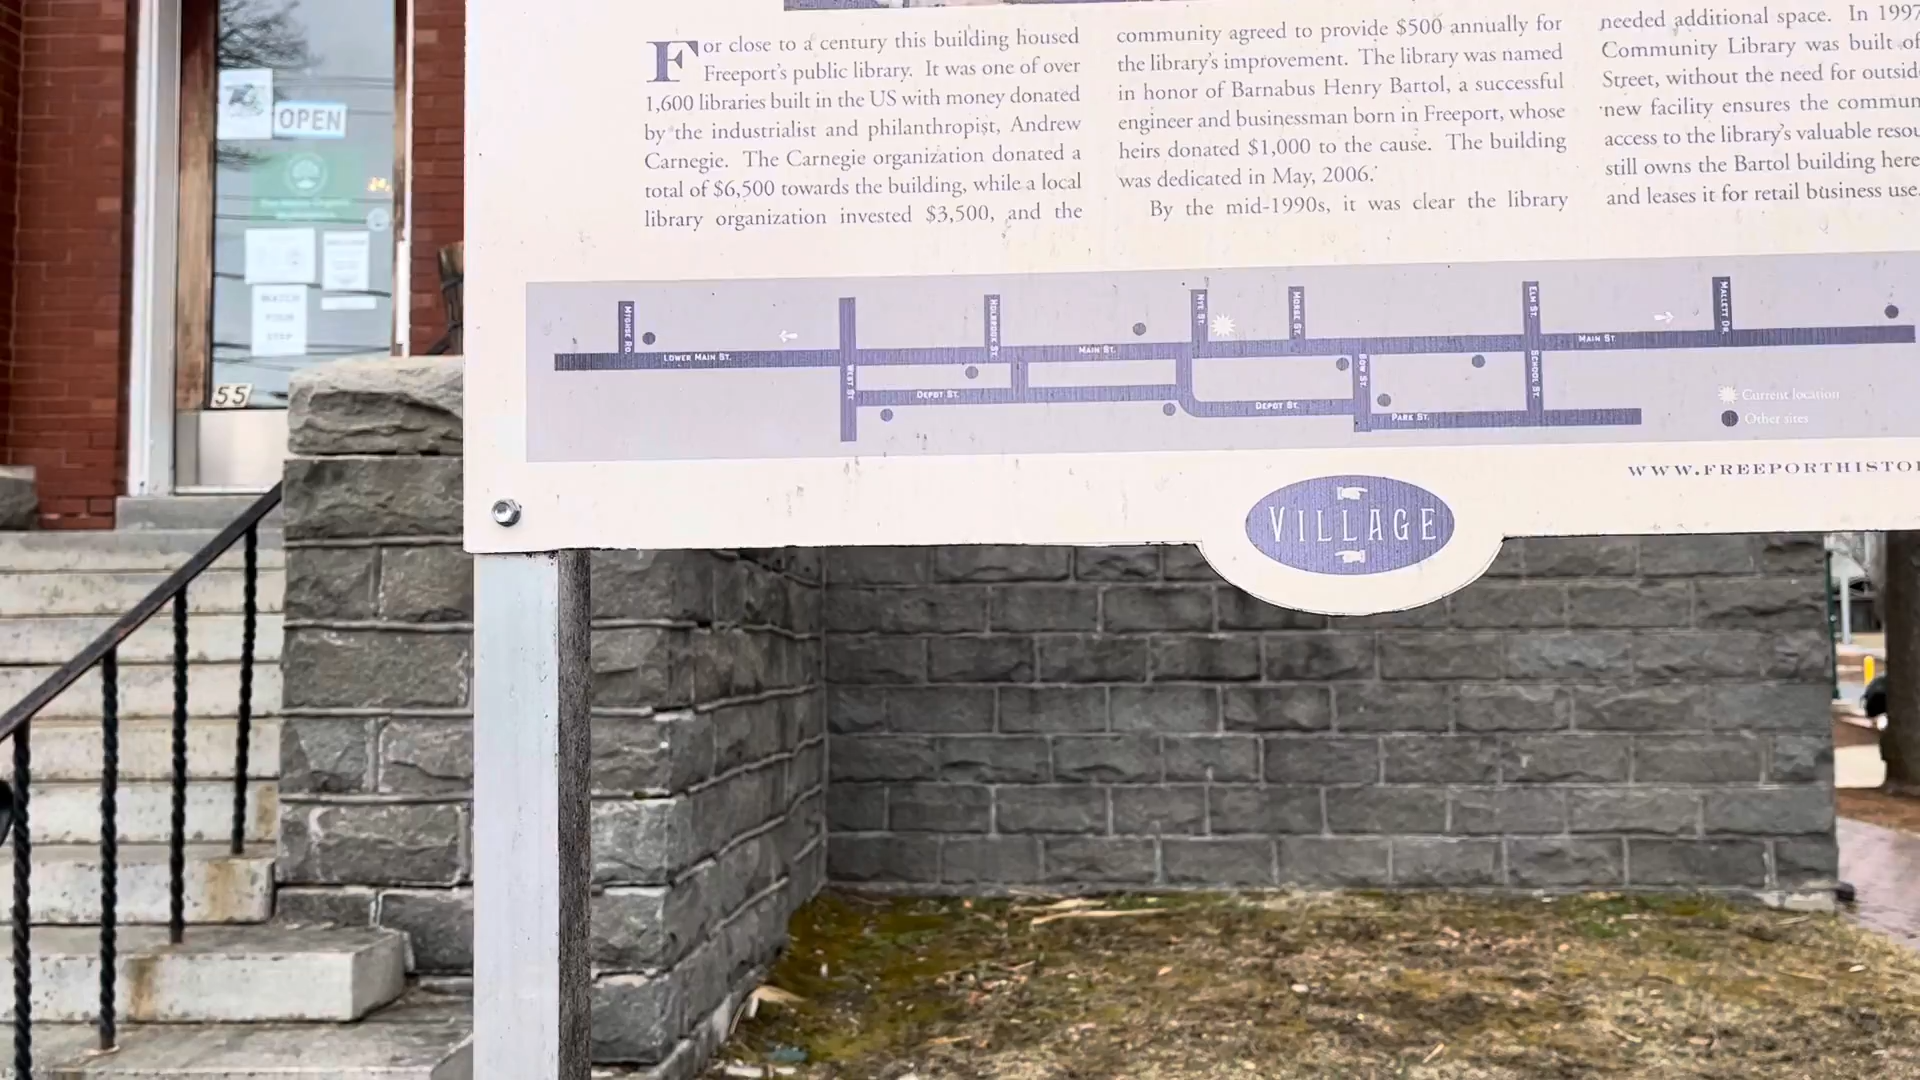 OPEN
WATCH
YOUR
STEP
55
For close to a century this building housed
Freeport's public library. It was one of over
1,600 libraries built in the US with money donated
by the industrialist and philanthropist, Andrew
Carnegie. The Carnegie organization donated a
total of $6,500 towards the building, while a local
library organization invested $3,500, and the
community agreed to provide $500 annually for
the library's improvement. The library was named
in honor of Barnabus Henry Bartol, a successful
engineer and businessman born in Freeport, whose
heirs donated $1,000 to the cause. The building
was dedicated in May, 2006.
By the mid-1990s, it was clear the library
needed additional space. In 1997
Community Library was built of
Street, without the need for outsid
new facility ensures the commun
access to the library's valuable resou
still owns the Bartol building here
and leases it for retail business use.
LOWER MAIN ST.
WEST ST.
HOLBROOK ST.
DEPOT ST.
MAIN ST.
NYE ST.
MORSE ST.
DEPOT ST.
BOW ST.
PARK ST.
ELM ST.
SCHOOL ST.
MAIN ST.
MALLETT DR.
Current location
Other sites
WWW.FREEPORTHISTO
VILLAGE